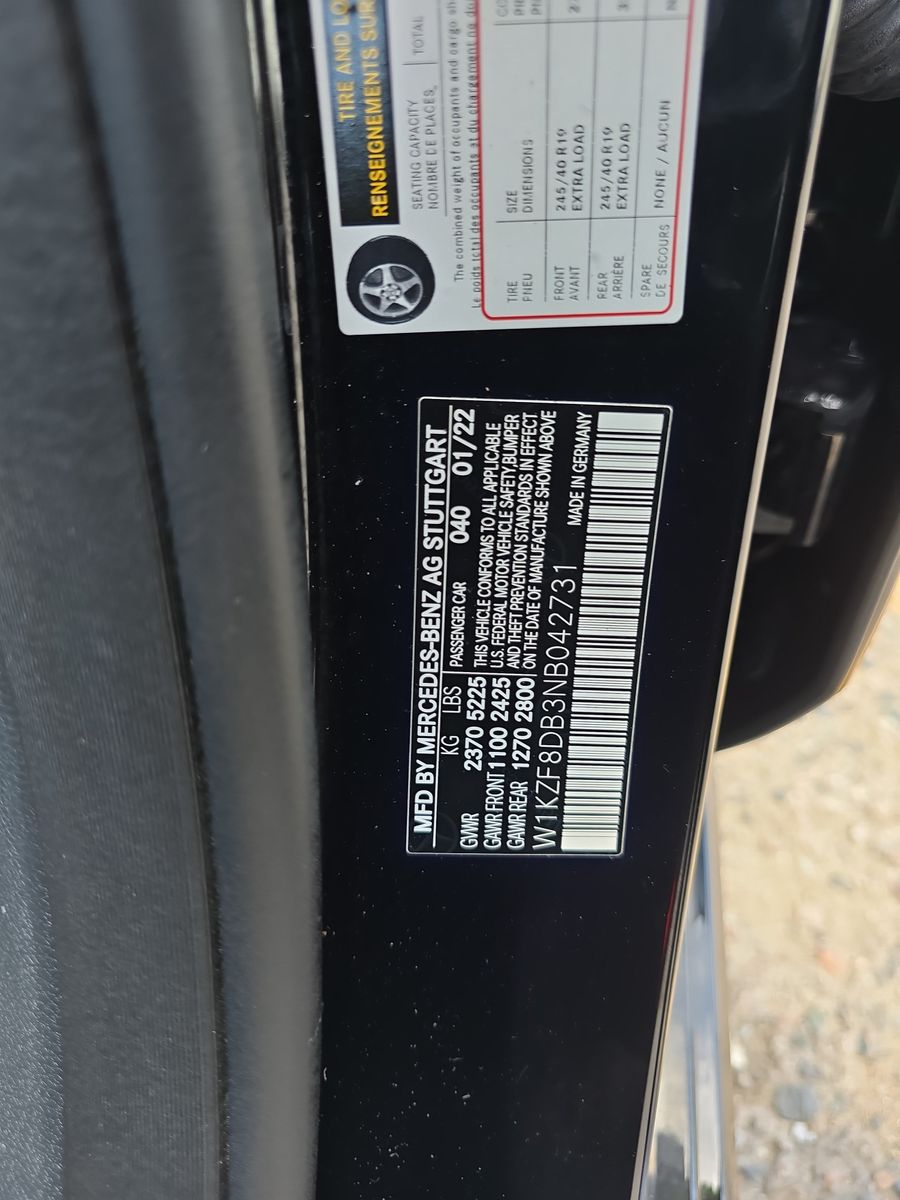 TIRE AND LO
RENSEIGNEMENTS SUR
SEATING CAPACITY
NOMBRE DE PLACES
TOTAL
The combined weight of occupants and cargo sh
Le poids total des occupants et du chargement ne do
TIRE
PNEU
SIZE
DIMENSIONS
FRONT
AVANT
245/40 R19
EXTRA LOAD
REAR
ARRIÈRE
245/40 R19
EXTRA LOAD
SPARE
DE SECOURS
NONE / AUCUN
MFD BY MERCEDES-BENZ AG STUTTGART
KG LBS PASSENGER CAR 040 01/22
GVWR 2370 5225 THIS VEHICLE CONFORMS TO ALL APPLICABLE
GAWR FRONT 1100 2425 U.S. FEDERAL MOTOR VEHICLE SAFETY,BUMPER
GAWR REAR 1270 2800 AND THEFT PREVENTION STANDARDS IN EFFECT
ON THE DATE OF MANUFACTURE SHOWN ABOVE
W1KZF8DB3NB042731 MADE IN GERMANY